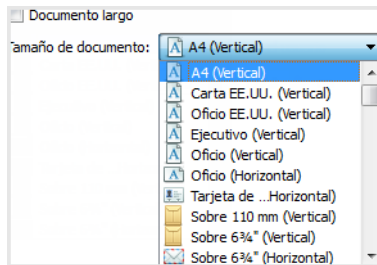 Documento largo
Tamaño de documento: A4 (Vertical)
A4 (Vertical)
Carta EE.UU. (Vertical)
Oficio EE.UU. (Vertical)
Ejecutivo (Vertical)
Oficio (Vertical)
Oficio (Horizontal)
Tarjeta de ...Horizontal)
Sobre 110 mm (Vertical)
Sobre 6¾" (Vertical)
Sobre 6¾" (Horizontal)